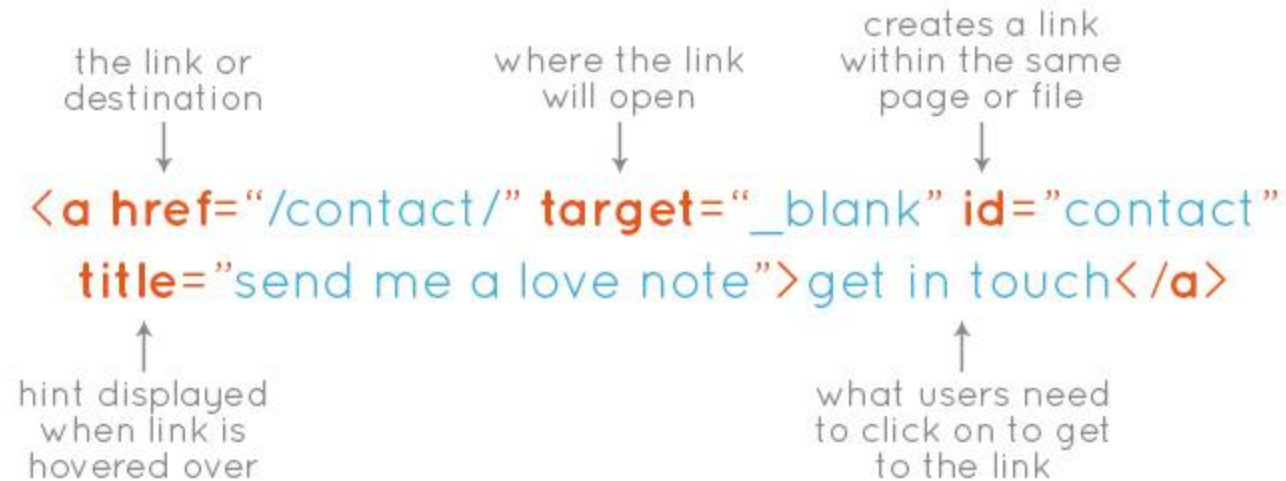 the link or
destination
where the link
will open
creates a link
within the same
page or file
<a href=“/contact/” target=“_blank” id=”contact”
title=”send me a love note”>get in touch</a>
hint displayed
when link is
hovered over
what users need
to click on to get
to the link